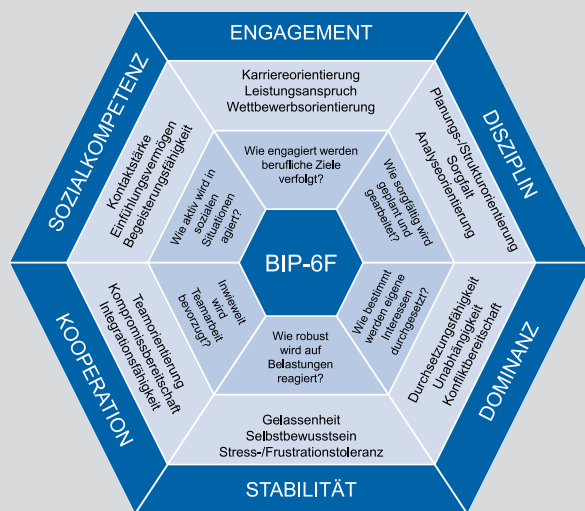 ENGAGEMENT
Karriereorientierung
Leistungsanspruch
Wettbewerbsorientierung
Wie engagiert werden
berufliche Ziele
verfolgt?
DISZIPLIN
Planungs-/Strukturorientierung
Sorgfalt
Analyseorientierung
Wie sorgfältig wird
geplant und
gearbeitet?
DOMINANZ
Durchsetzungsfähigkeit
Unabhängigkeit
Konfliktbereitschaft
Wie bestimmt
werden eigene
Interessen
durchgesetzt?
STABILITÄT
Gelassenheit
Selbstbewusstsein
Stress-/Frustrationstoleranz
Wie robust
wird auf
Belastungen
reagiert?
KOOPERATION
Teamorientierung
Kompromissbereitschaft
Integrationsfähigkeit
Inwieweit
wird
Teamarbeit
bevorzugt?
SOZIALKOMPETENZ
Kontaktstärke
Einfühlungsvermögen
Begeisterungsfähigkeit
Wie aktiv wird in
sozialen
Situationen
agiert?
BIP-6F